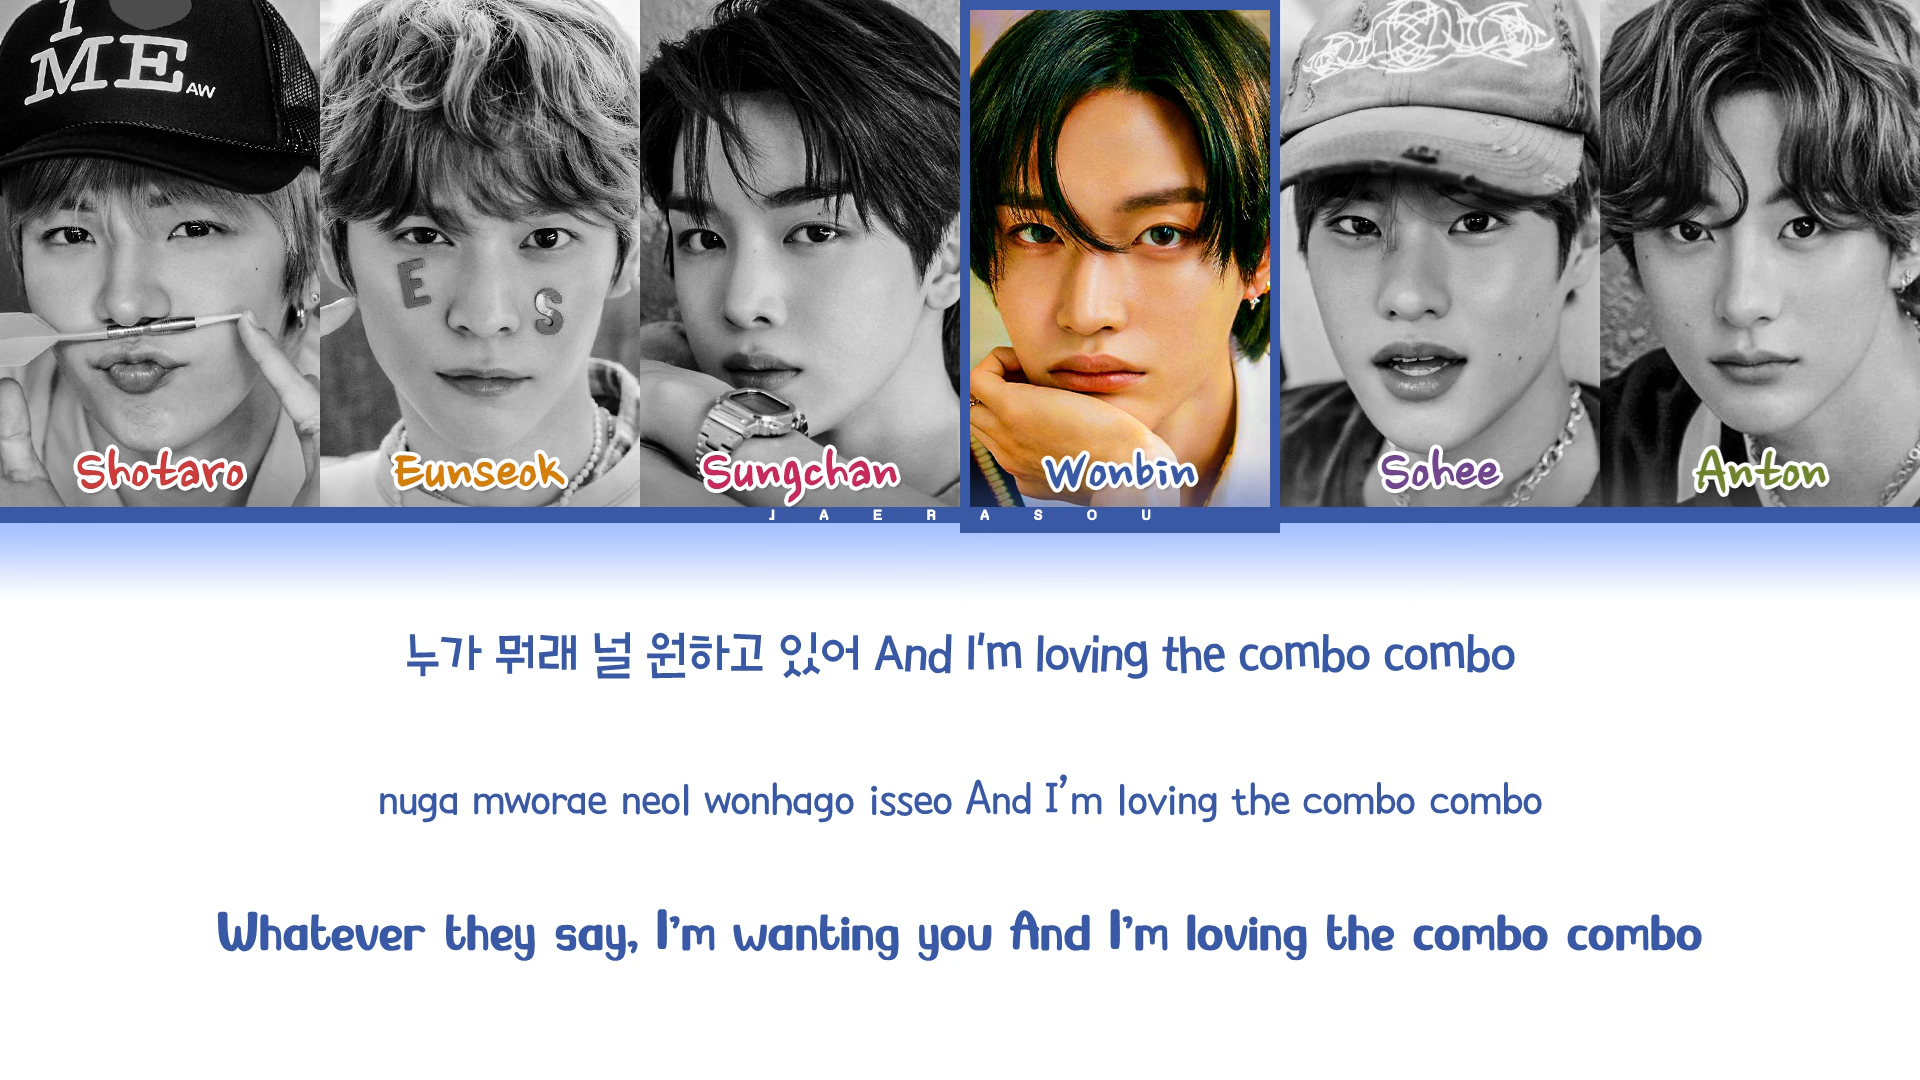 I
ME AW
E S
Shotaro
Eunseok
Sungchan
Wonbin
Sohee
Anton
JAERASOU
누가 뭐래 널 원하고 있어 And I'm loving the combo combo
nuga mworae neol wonhago isseo And I'm loving the combo combo
Whatever they say, I'm wanting you And I'm loving the combo combo